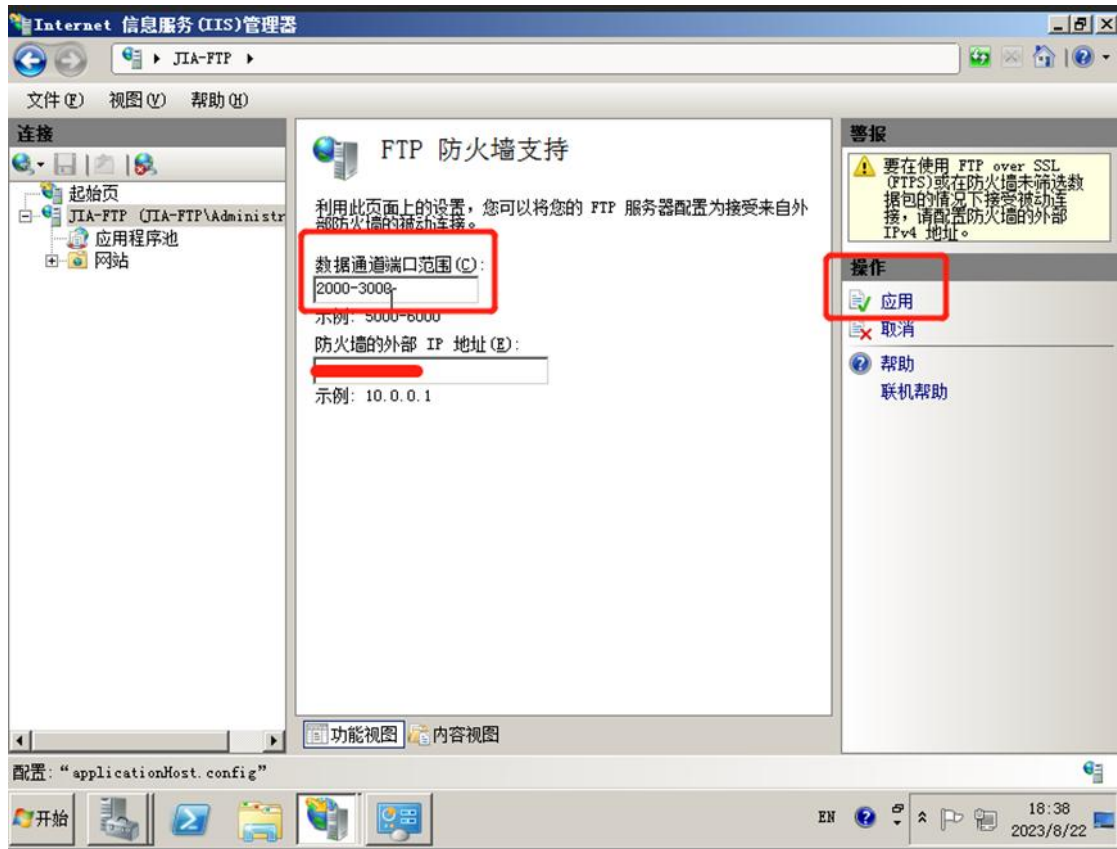 Internet 信息服务(IIS)管理器
JIA-FTP
文件(F) 视图(V) 帮助(H)
连接
起始页
JIA-FTP (JIA-FTP\Administr
应用程序池
网站
FTP 防火墙支持
利用此页面上的设置，您可以将您的 FTP 服务器配置为接受来自外
部防火墙的被动连接。
数据通道端口范围(C):
2000-3000
示例: 5000-6000
防火墙的外部 IP 地址(E):
示例: 10.0.0.1
功能视图 内容视图
警报
要在使用 FTP over SSL
(FTPS)或在防火墙未筛选数
据包的情况下接受被动连
接，请配置防火墙的外部
IPv4 地址。
操作
应用
取消
帮助
联机帮助
配置:“applicationHost.config”
开始
EN
18:38
2023/8/22